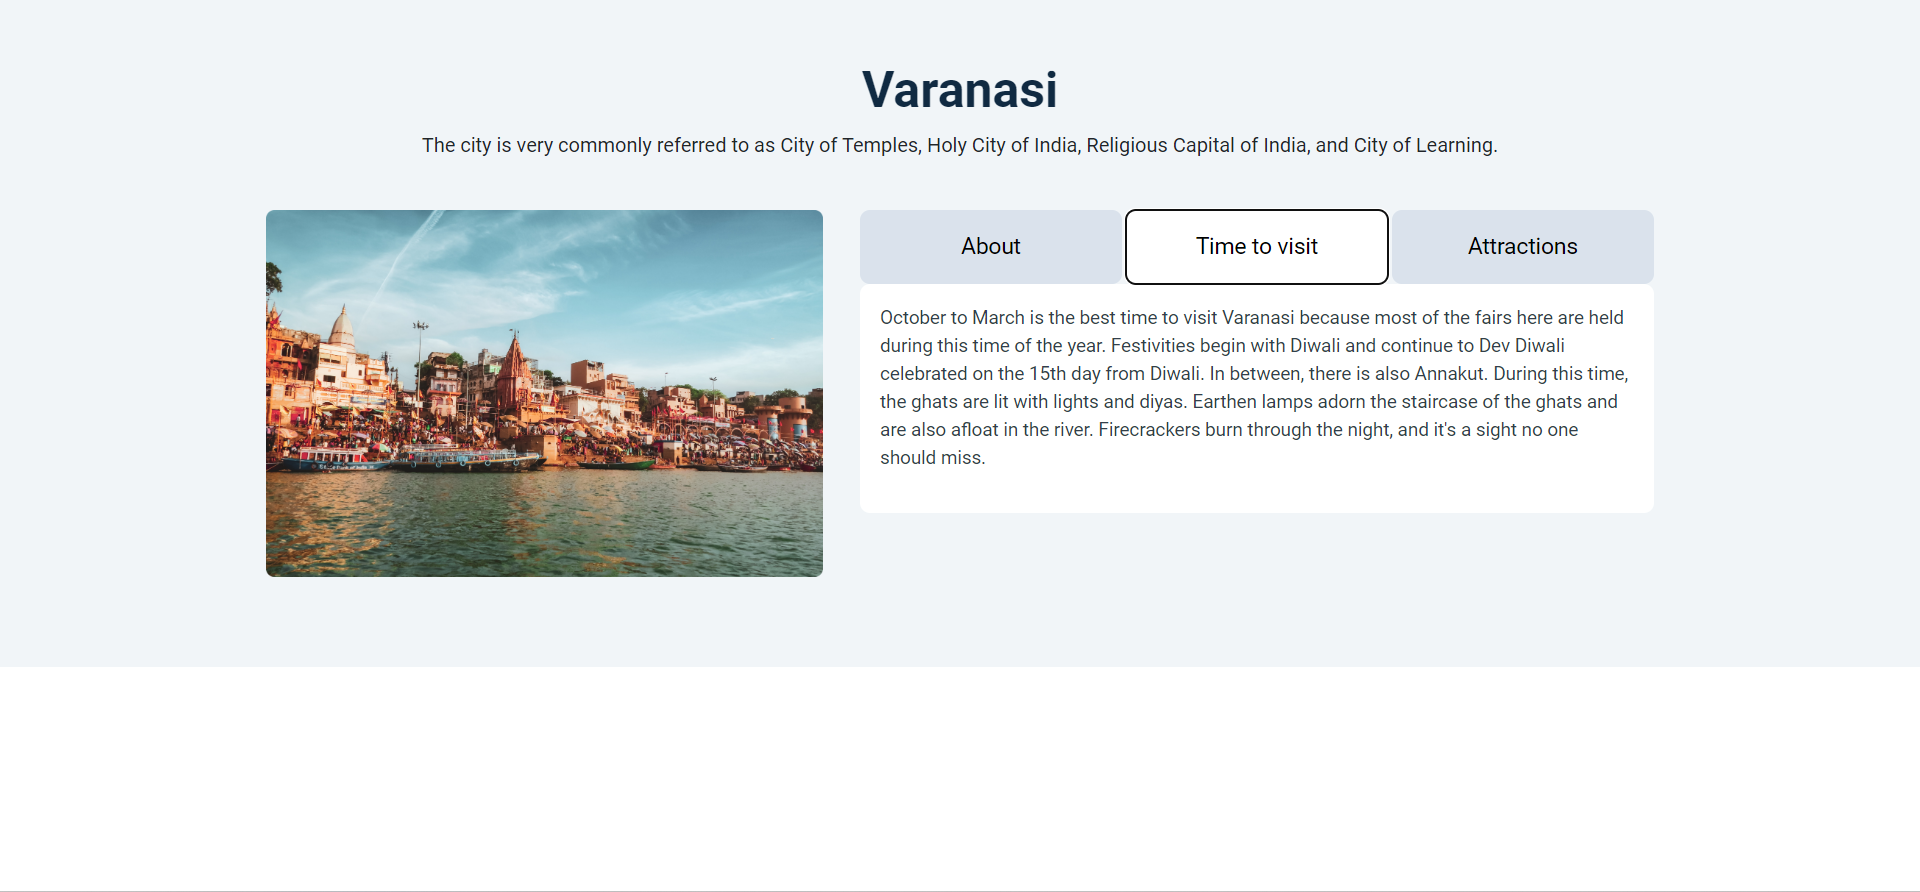 Varanasi
The city is very commonly referred to as City of Temples, Holy City of India, Religious Capital of India, and City of Learning.
About
Time to visit
Attractions
October to March is the best time to visit Varanasi because most of the fairs here are held
during this time of the year. Festivities begin with Diwali and continue to Dev Diwali
celebrated on the 15th day from Diwali. In between, there is also Annakut. During this time,
the ghats are lit with lights and diyas. Earthen lamps adorn the staircase of the ghats and
are also afloat in the river. Firecrackers burn through the night, and it's a sight no one
should miss.